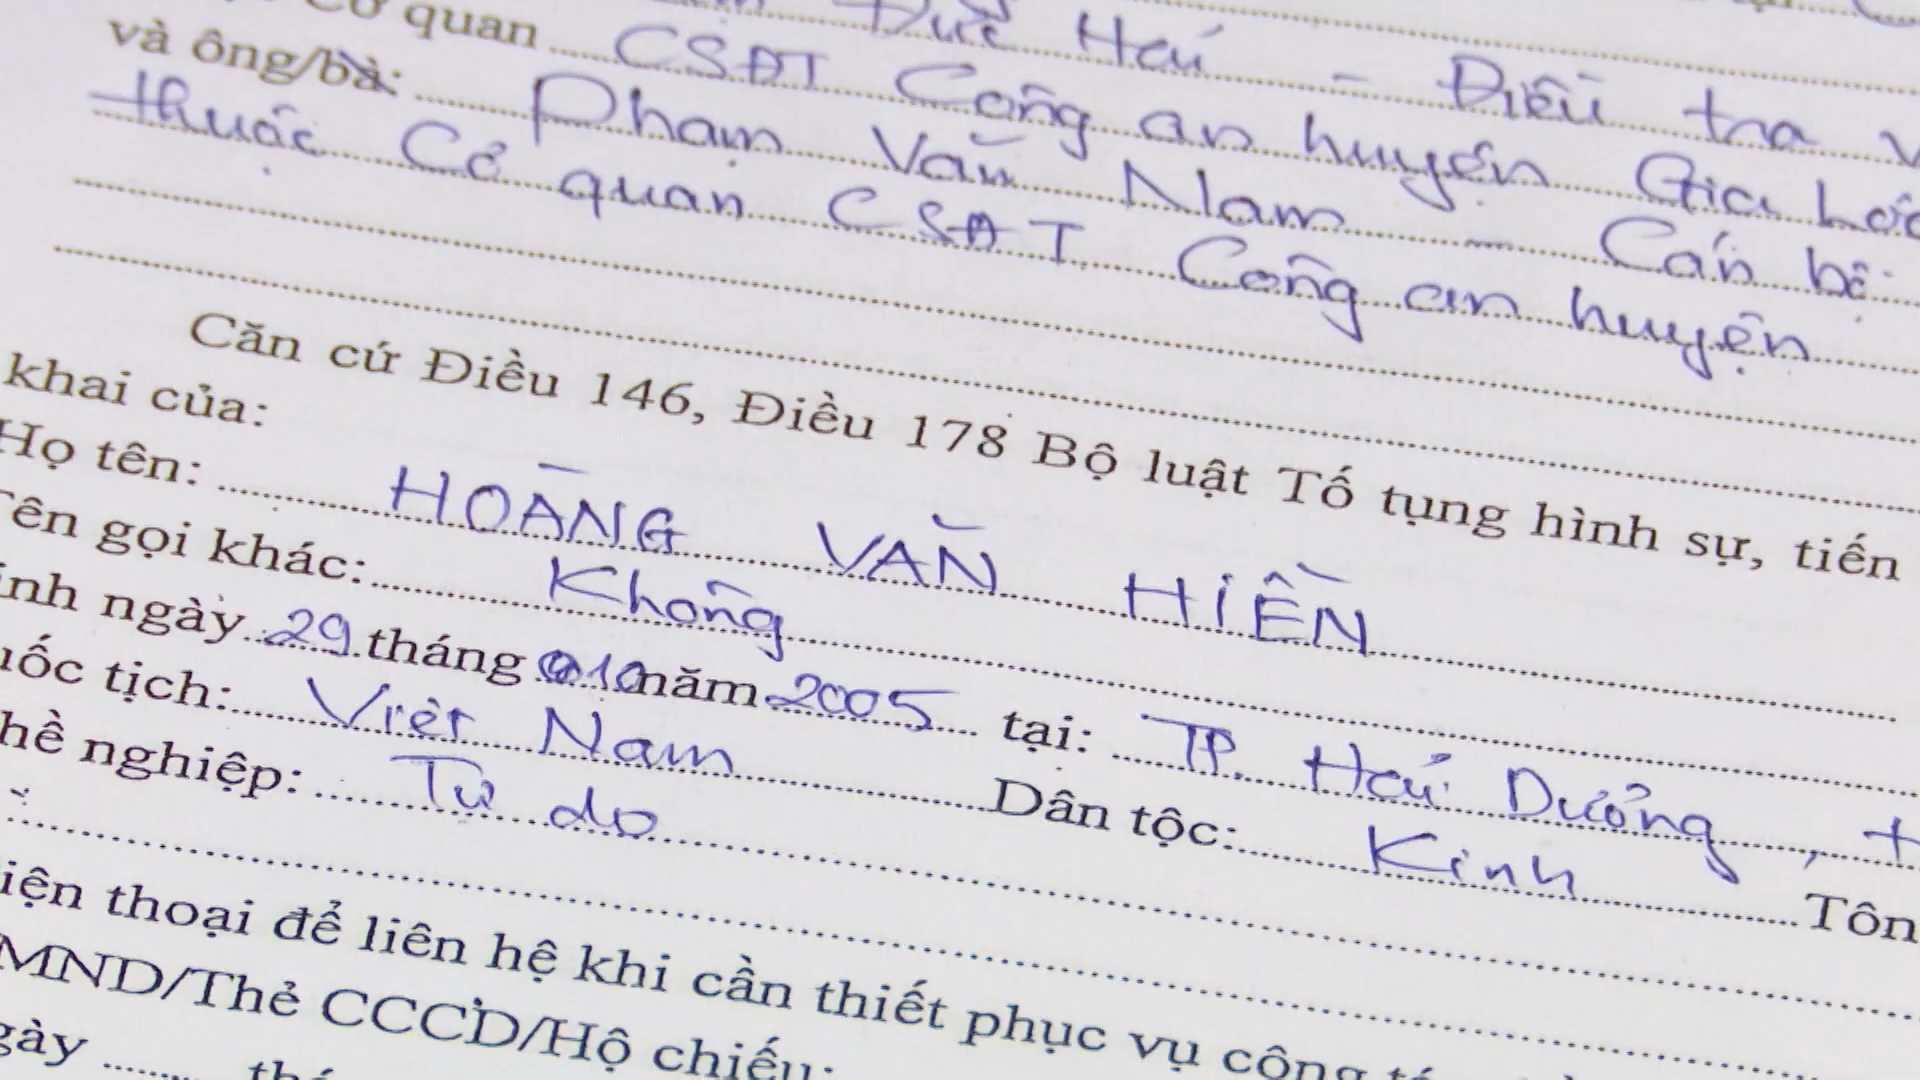 Đức Hải - Điều tra v
Cơ quan CSĐT Công an huyện Gia Lộc
và ông/bà: Phạm Văn Nam - Cán bộ
thuộc Cơ quan CSĐT Công an huyện
Căn cứ Điều 146, Điều 178 Bộ luật Tố tụng hình sự, tiến
khai của:
Họ tên: HOÀNG VĂN HIỀN
Tên gọi khác: Không
inh ngày 29 tháng 10 năm 2005 tại: TP. Hải Dương, t
uốc tịch: Việt Nam Dân tộc: Kinh Tôn
hề nghiệp: Tự do
iện thoại để liên hệ khi cần thiết phục vụ công tá
MND/Thẻ CCCD/Hộ chiếu:
gày